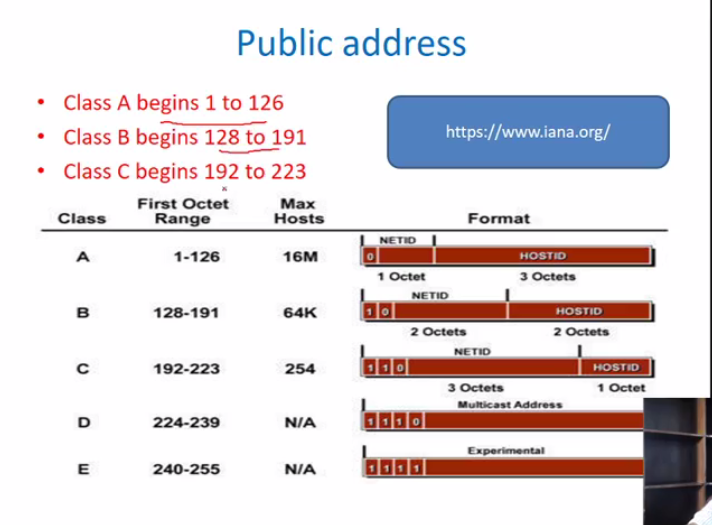 Public address
• Class A begins 1 to 126
• Class B begins 128 to 191
• Class C begins 192 to 223
https://www.iana.org/
Class First Octet Range Max Hosts Format
A 1-126 16M NETID 0 HOSTID
1 Octet 3 Octets
B 128-191 64K NETID 1 0 HOSTID
2 Octets 2 Octets
C 192-223 254 NETID 1 1 0 HOSTID
3 Octets 1 Octet
D 224-239 N/A Multicast Address 1 1 1 0
E 240-255 N/A Experimental 1 1 1 1